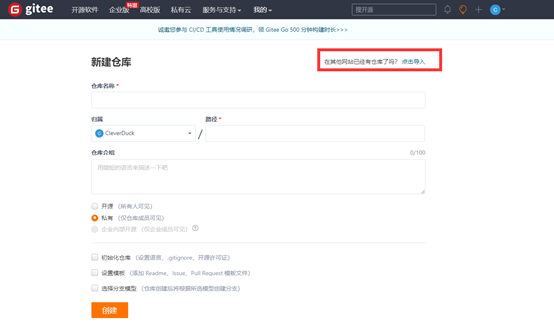 gitee 开源软件 企业版 特惠 高校版 私有云 服务与支持 我的 搜开源
诚邀您参与 CI/CD 工具使用情况调研，领 Gitee Go 500 分钟构建时长>>>
新建仓库
在其他网站已经有仓库了吗？ 点击导入
仓库名称 *
归属 路径 *
C CleverDuck /
仓库介绍 0/100
用简短的语言来描述一下吧
开源 （所有人可见）
私有 （仅仓库成员可见）
企业内部开源 （仅企业成员可见）
初始化仓库 （设置语言、.gitignore、开源许可证）
设置模板 （添加 Readme、Issue、Pull Request 模板文件）
选择分支模型 （仓库创建后将根据所选模型创建分支）
创建